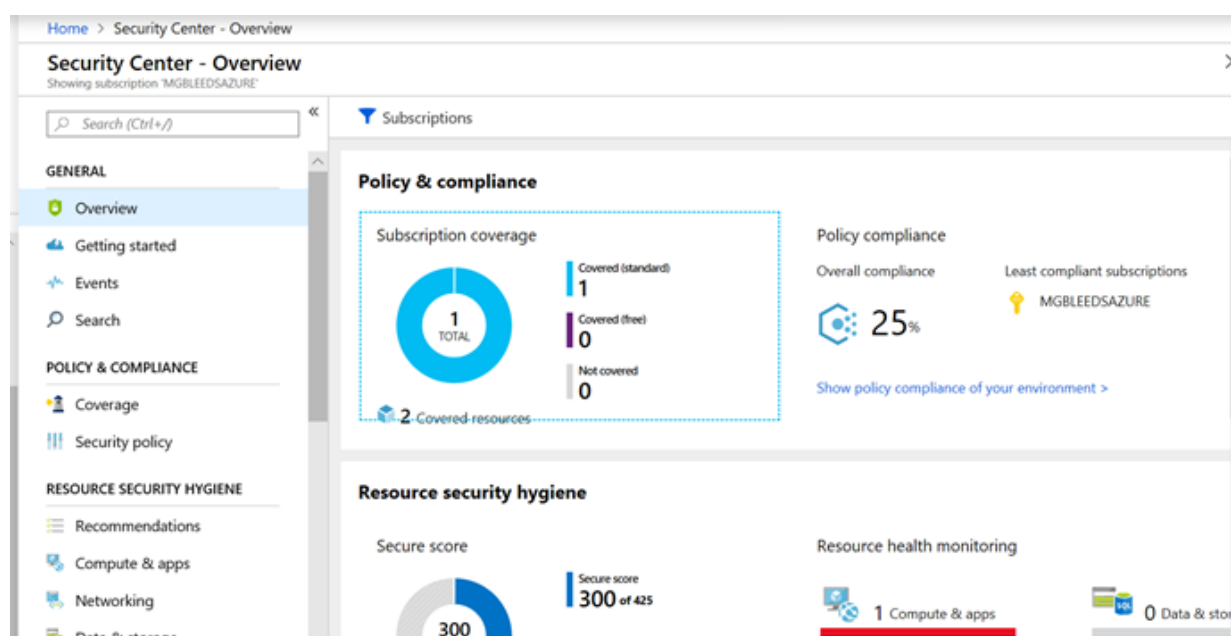 Home > Security Center - Overview
Security Center - Overview
Showing subscription 'MGBLEEDSAZURE'
Search (Ctrl+/)
«
GENERAL
Overview
Getting started
Events
Search
POLICY & COMPLIANCE
Coverage
Security policy
RESOURCE SECURITY HYGIENE
Recommendations
Compute & apps
Networking
Data & storage
Subscriptions
Policy & compliance
Subscription coverage
1
TOTAL
Covered (standard)
1
Covered (free)
0
Not covered
0
2 Covered resources
Policy compliance
Overall compliance
25%
Least compliant subscriptions
MGBLEEDSAZURE
Show policy compliance of your environment >
Resource security hygiene
Secure score
300
Secure score
300 of 425
Resource health monitoring
1 Compute & apps
SQL
0 Data & stor